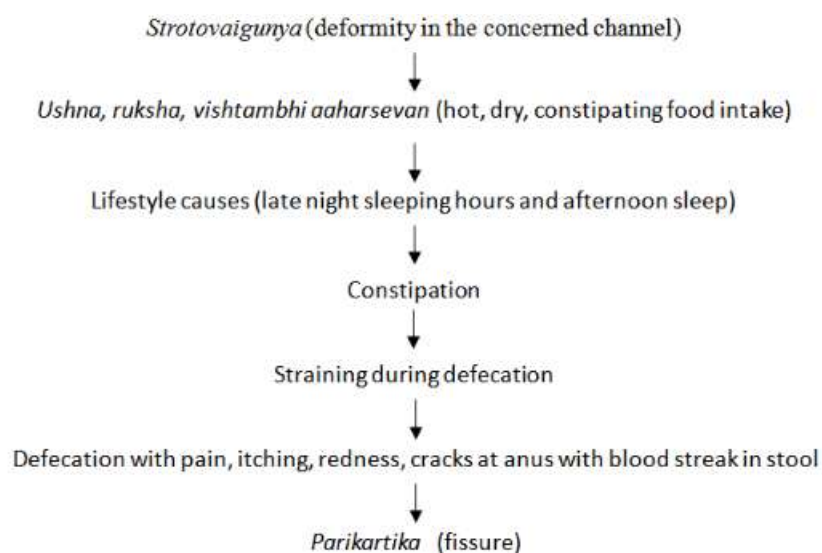 Strotovaigunya (deformity in the concerned channel)
Ushna, ruksha, vishtambhi aaharsevan (hot, dry, constipating food intake)
Lifestyle causes (late night sleeping hours and afternoon sleep)
Constipation
Straining during defecation
Defecation with pain, itching, redness, cracks at anus with blood streak in stool
Parikartika (fissure)